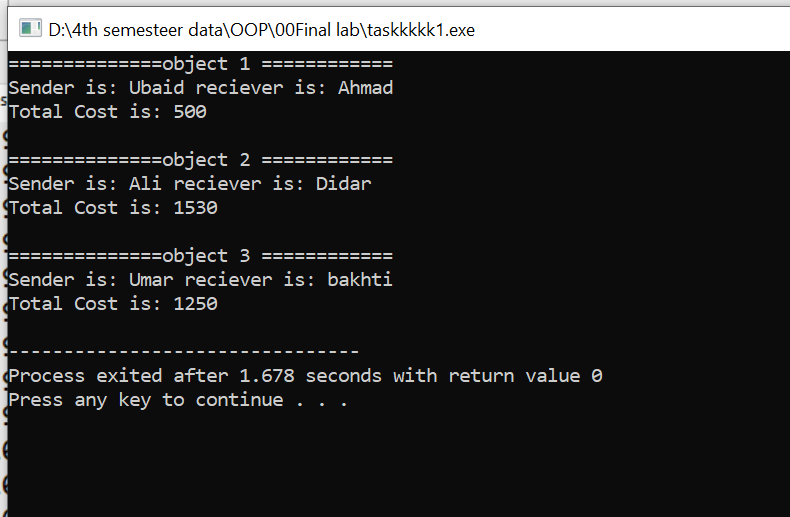 D:\4th semesteer data\OOP\00Final lab\taskkkkk1.exe
==============object 1 ============
Sender is: Ubaid reciever is: Ahmad
Total Cost is: 500
==============object 2 ============
Sender is: Ali reciever is: Didar
Total Cost is: 1530
==============object 3 ============
Sender is: Umar reciever is: bakhti
Total Cost is: 1250
--------------------------------
Process exited after 1.678 seconds with return value 0
Press any key to continue . . .